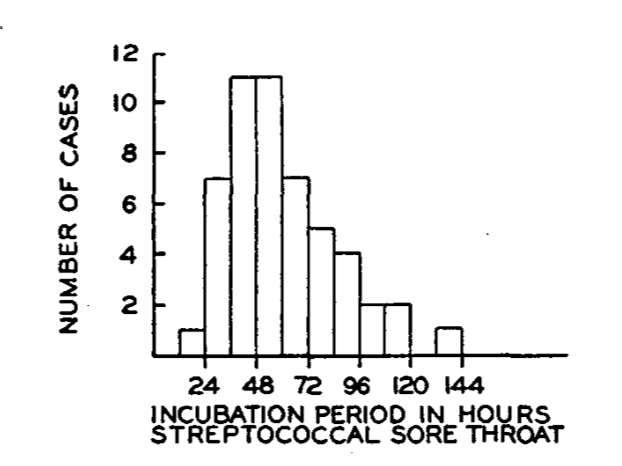 NUMBER OF CASES
12
10
8
6
4
2
24 48 72 96 120 144
INCUBATION PERIOD IN HOURS
STREPTOCOCCAL SORE THROAT